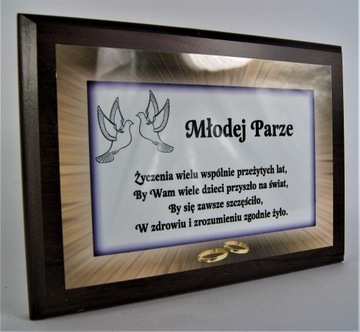 Młodej Parze
Życzenia wielu wspólnie przeżytych lat,
By Wam wiele dzieci przyszło na świat,
By się zawsze szczęściło,
W zdrowiu i zrozumieniu zgodnie żyło.